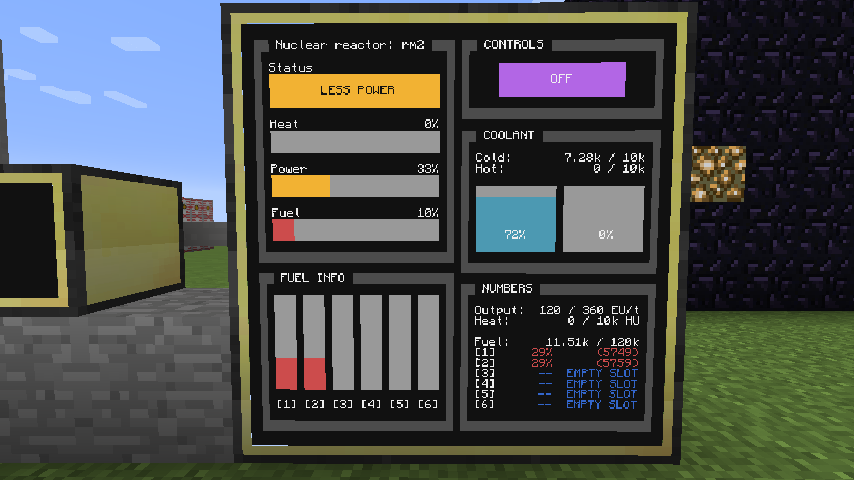 Nuclear reactor: rm2
Status
LESS POWER
Heat 0%
Power 33%
Fuel 10%
FUEL INFO
[1] [2] [3] [4] [5] [6]
CONTROLS
OFF
COOLANT
Cold: 7.28k / 10k
Hot: 0 / 10k
72% 0%
NUMBERS
Output: 120 / 360 EU/t
Heat: 0 / 10k HU
Fuel: 11.51k / 120k
[1] 29% (5749)
[2] 29% (5759)
[3] -- EMPTY SLOT
[4] -- EMPTY SLOT
[5] -- EMPTY SLOT
[6] -- EMPTY SLOT